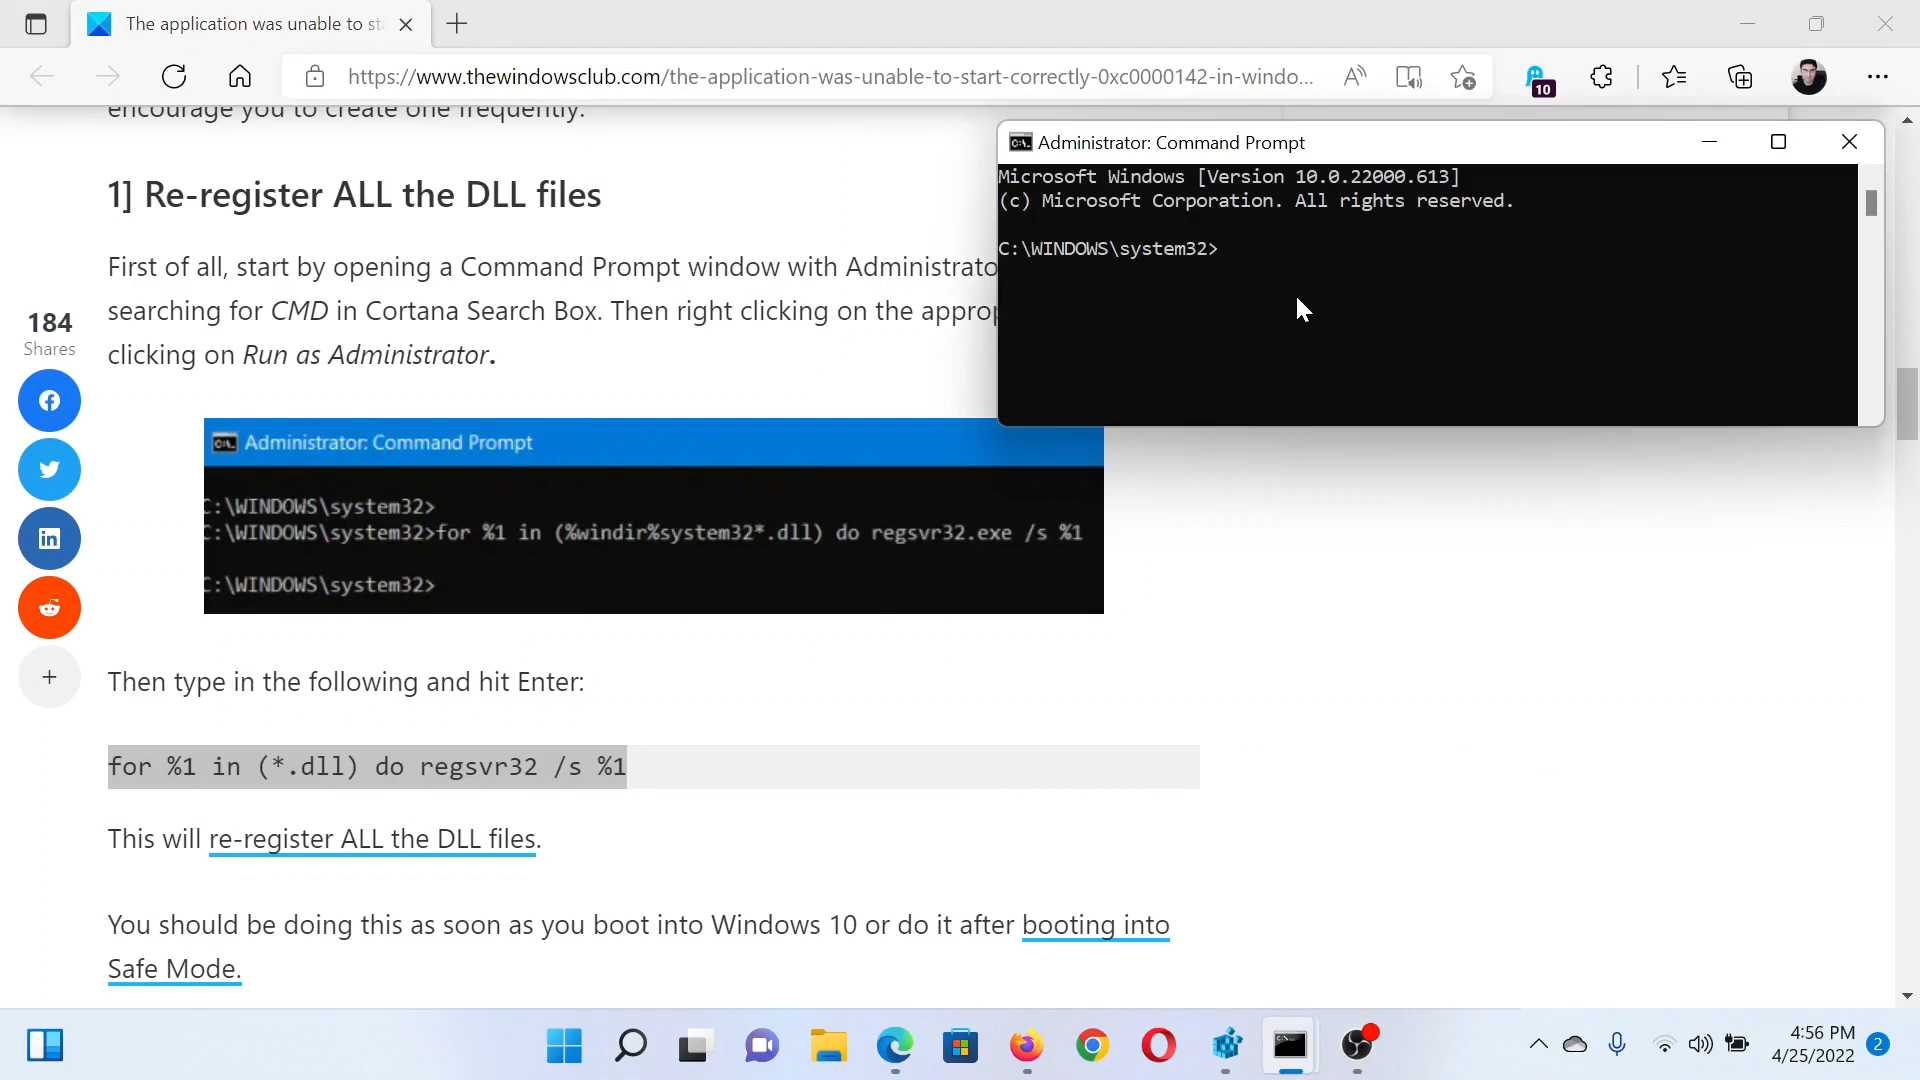 The application was unable to sta
https://www.thewindowsclub.com/the-application-was-unable-to-start-correctly-0xc0000142-in-windo...
10
encourage you to create one frequently.
1] Re-register ALL the DLL files
First of all, start by opening a Command Prompt window with Administrato
searching for CMD in Cortana Search Box. Then right clicking on the approp
clicking on Run as Administrator.
184
Shares
Administrator: Command Prompt
Microsoft Windows [Version 10.0.22000.613]
(c) Microsoft Corporation. All rights reserved.
C:\WINDOWS\system32>
Administrator: Command Prompt
C:\WINDOWS\system32>
C:\WINDOWS\system32>for %1 in (%windir%system32*.dll) do regsvr32.exe /s %1
C:\WINDOWS\system32>
Then type in the following and hit Enter:
for %1 in (*.dll) do regsvr32 /s %1
This will re-register ALL the DLL files.
You should be doing this as soon as you boot into Windows 10 or do it after booting into
Safe Mode.
4:56 PM
4/25/2022
2